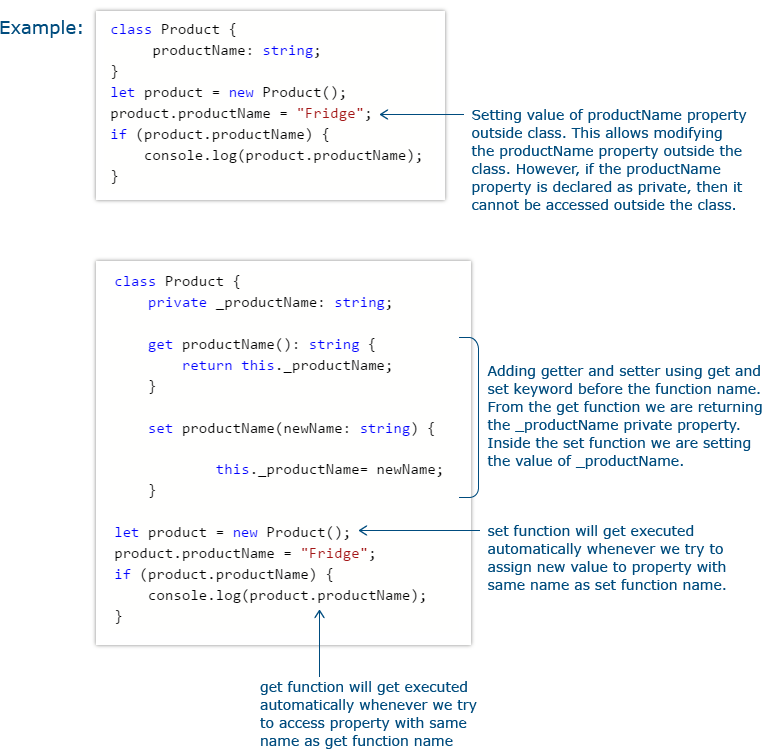 Example:
class Product {
productName: string;
}
let product = new Product();
product.productName = "Fridge";
if (product.productName) {
console.log(product.productName);
}
Setting value of productName property
outside class. This allows modifying
the productName property outside the
class. However, if the productName
property is declared as private, then it
cannot be accessed outside the class.
class Product {
private _productName: string;
get productName(): string {
return this._productName;
}
set productName(newName: string) {
this._productName= newName;
}
let product = new Product();
product.productName = "Fridge";
if (product.productName) {
console.log(product.productName);
}
Adding getter and setter using get and
set keyword before the function name.
From the get function we are returning
the _productName private property.
Inside the set function we are setting
the value of _productName.
set function will get executed
automatically whenever we try to
assign new value to property with
same name as set function name.
get function will get executed
automatically whenever we try
to access property with same
name as get function name